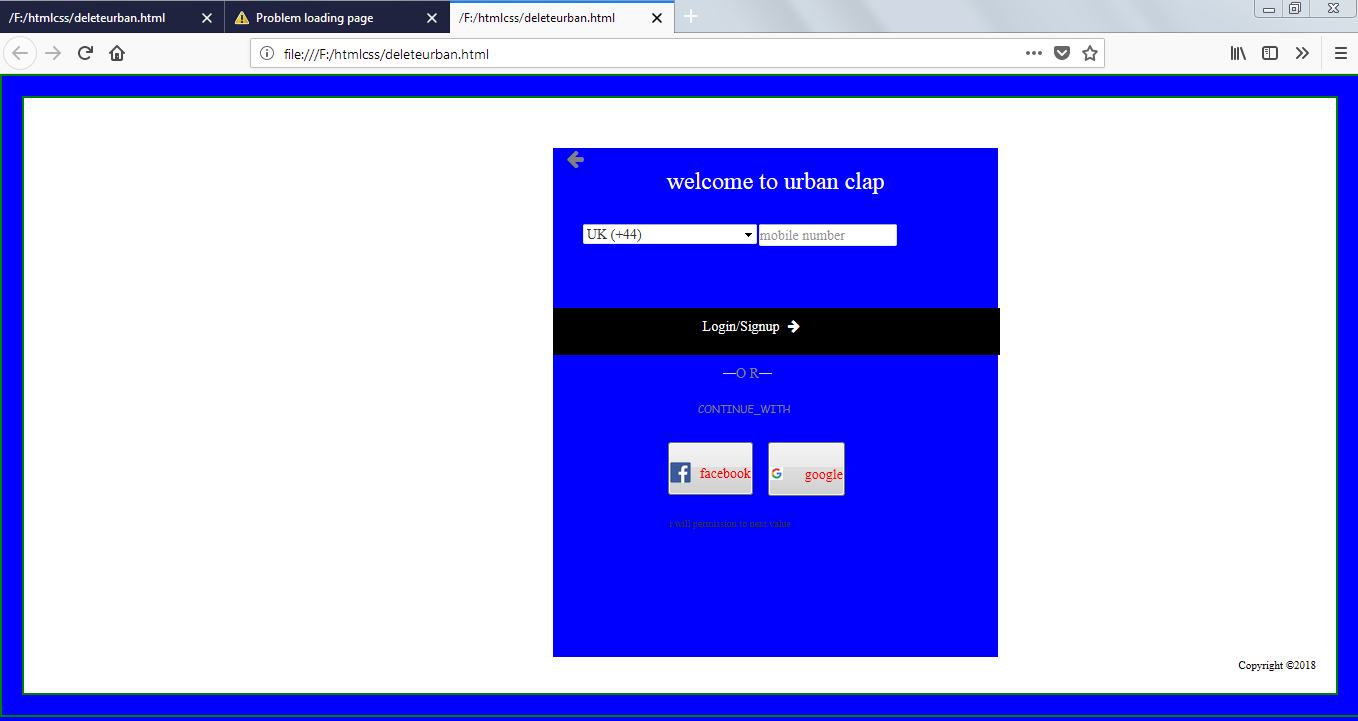 /F:/htmlcss/deleteurban.html
Problem loading page
/F:/htmlcss/deleteurban.html
file:///F:/htmlcss/deleteurban.html
welcome to urban clap
UK (+44)
mobile number
Login/Signup
—O R—
CONTINUE_WITH
facebook
google
i will permission to next value
Copyright ©2018